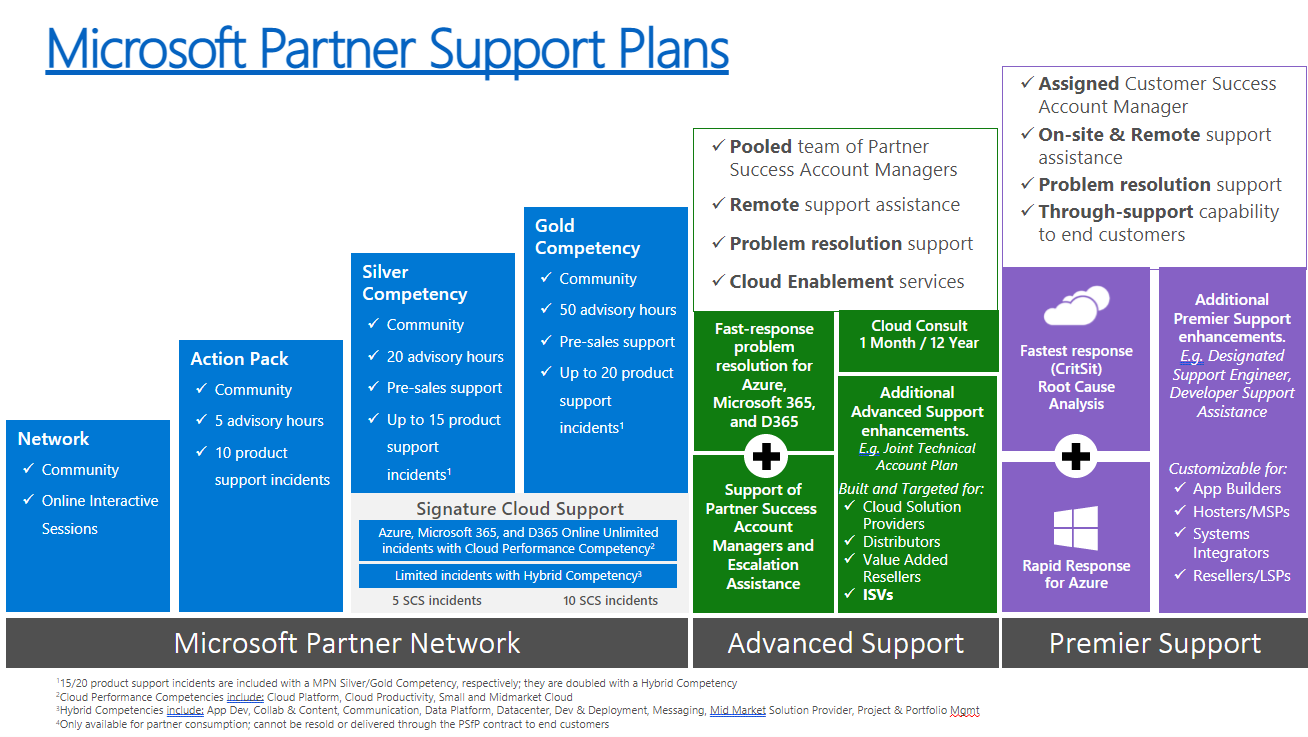 Microsoft Partner Support Plans
Network
✓ Community
✓ Online Interactive
Sessions
Action Pack
✓ Community
✓ 5 advisory hours
✓ 10 product
support incidents
Silver
Competency
✓ Community
✓ 20 advisory hours
✓ Pre-sales support
✓ Up to 15 product
support
incidents¹
Gold
Competency
✓ Community
✓ 50 advisory hours
✓ Pre-sales support
✓ Up to 20 product
support
incidents¹
Signature Cloud Support
Azure, Microsoft 365, and D365 Online Unlimited
incidents with Cloud Performance Competency²
Limited incidents with Hybrid Competency³
5 SCS incidents
10 SCS incidents
Microsoft Partner Network
✓ Pooled team of Partner
Success Account Managers
✓ Remote support assistance
✓ Problem resolution support
✓ Cloud Enablement services
Fast-response
problem
resolution for
Azure,
Microsoft 365,
and D365
Support of
Partner Success
Account
Managers and
Escalation
Assistance
Cloud Consult
1 Month / 12 Year
Additional
Advanced Support
enhancements.
E.g. Joint Technical
Account Plan
Built and Targeted for:
✓ Cloud Solution
Providers
✓ Distributors
✓ Value Added
Resellers
✓ ISVs
Advanced Support
✓ Assigned Customer Success
Account Manager
✓ On-site & Remote support
assistance
✓ Problem resolution support
✓ Through-support capability
to end customers
Fastest response
(CritSit)
Root Cause
Analysis
Rapid Response
for Azure
Additional
Premier Support
enhancements.
E.g. Designated
Support Engineer,
Developer Support
Assistance
Customizable for:
✓ App Builders
✓ Hosters/MSPs
✓ Systems
Integrators
✓ Resellers/LSPs
Premier Support
¹15/20 product support incidents are included with a MPN Silver/Gold Competency, respectively; they are doubled with a Hybrid Competency
²Cloud Performance Competencies include: Cloud Platform, Cloud Productivity, Small and Midmarket Cloud
³Hybrid Competencies include: App Dev, Collab & Content, Communication, Data Platform, Datacenter, Dev & Deployment, Messaging, Mid Market Solution Provider, Project & Portfolio Mgmt
⁴Only available for partner consumption; cannot be resold or delivered through the PSfP contract to end customers